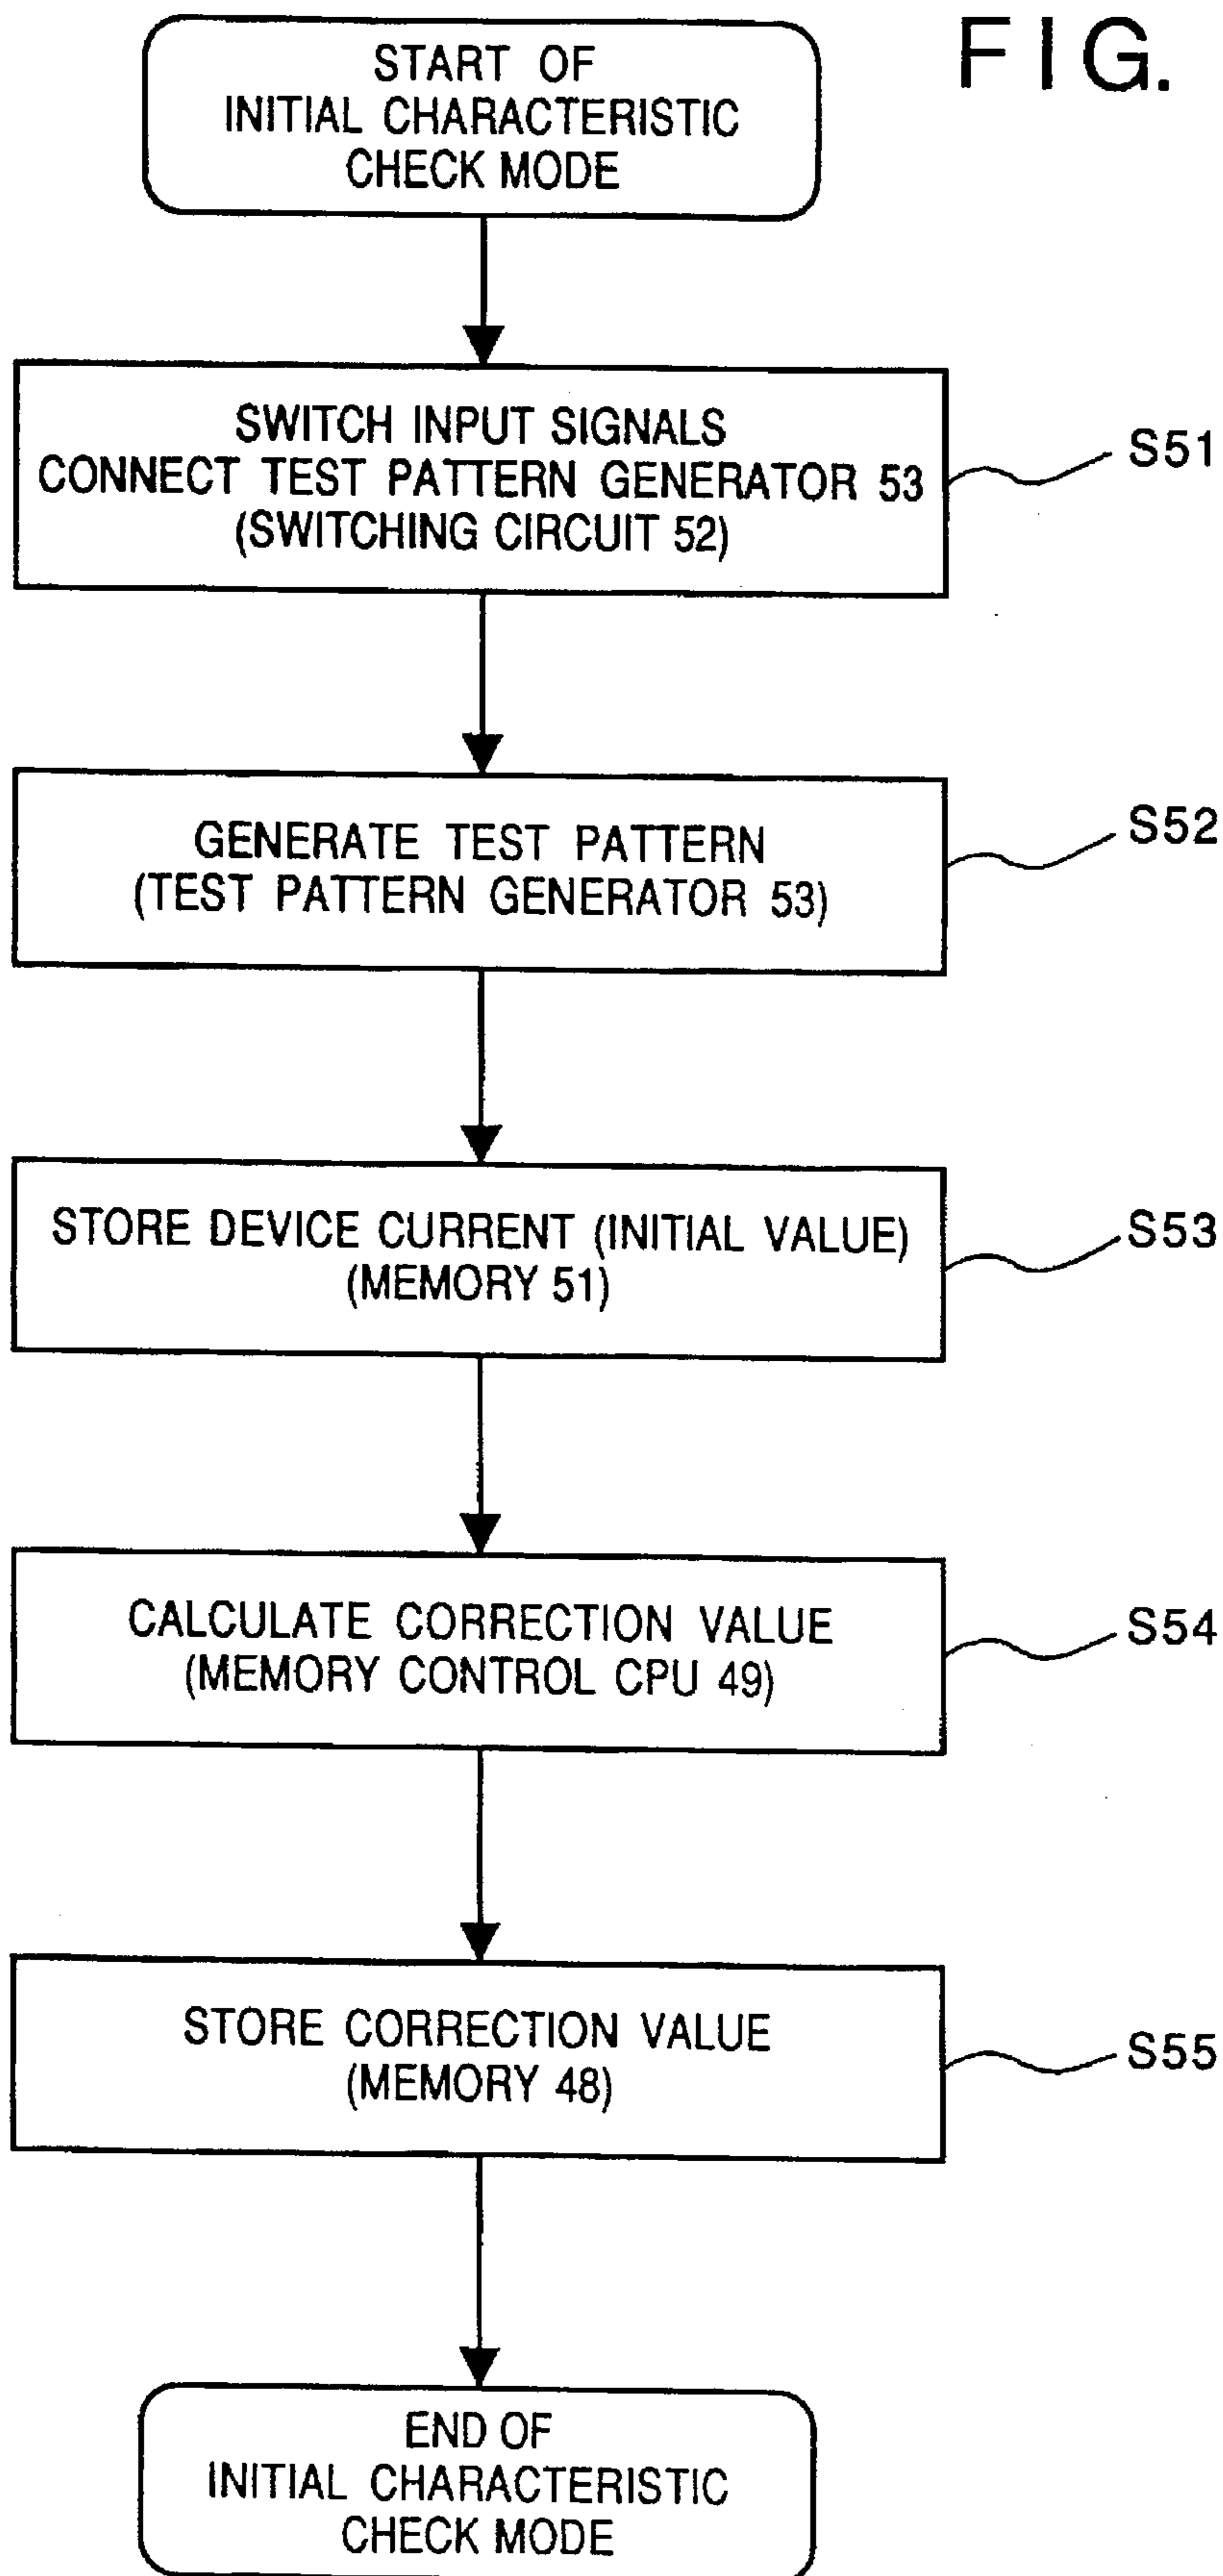 FIG.
START OF
INITIAL CHARACTERISTIC
CHECK MODE
SWITCH INPUT SIGNALS
CONNECT TEST PATTERN GENERATOR 53
(SWITCHING CIRCUIT 52)
S51
GENERATE TEST PATTERN
(TEST PATTERN GENERATOR 53)
S52
STORE DEVICE CURRENT (INITIAL VALUE)
(MEMORY 51)
S53
CALCULATE CORRECTION VALUE
(MEMORY CONTROL CPU 49)
S54
STORE CORRECTION VALUE
(MEMORY 48)
S55
END OF
INITIAL CHARACTERISTIC
CHECK MODE